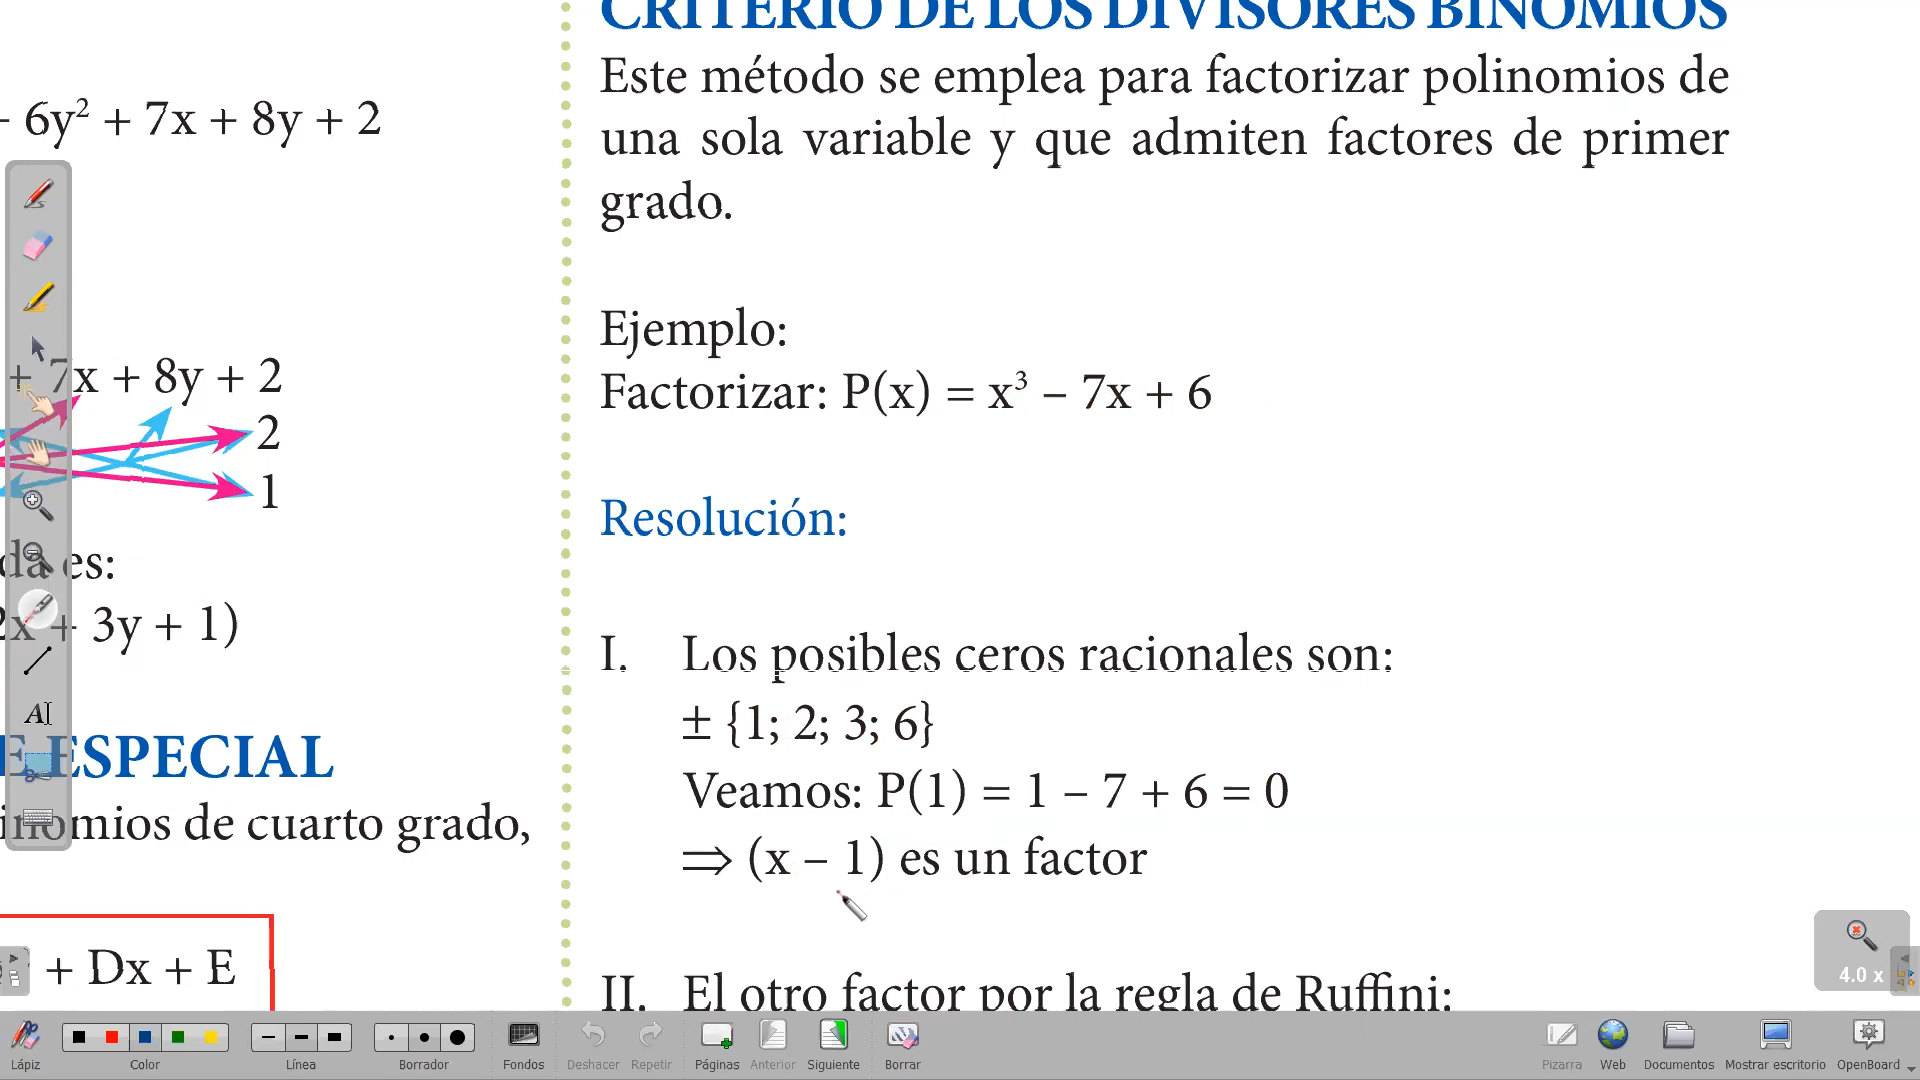 - 6y² + 7x + 8y + 2
+ 7x + 8y + 2
2
1
da es:
2x + 3y + 1)
E ESPECIAL
inomios de cuarto grado,
+ Dx + E
CRITERIO DE LOS DIVISORES BINOMIOS
Este método se emplea para factorizar polinomios de
una sola variable y que admiten factores de primer
grado.
Ejemplo:
Factorizar: P(x) = x³ – 7x + 6
Resolución:
I. Los posibles ceros racionales son:
± {1; 2; 3; 6}
Veamos: P(1) = 1 – 7 + 6 = 0
⇒ (x – 1) es un factor
II. El otro factor por la regla de Ruffini:
4.0 x
Lápiz Color Línea Borrador Fondos Deshacer Repetir Páginas Anterior Siguiente Borrar Pizarra Web Documentos Mostrar escritorio OpenBoard